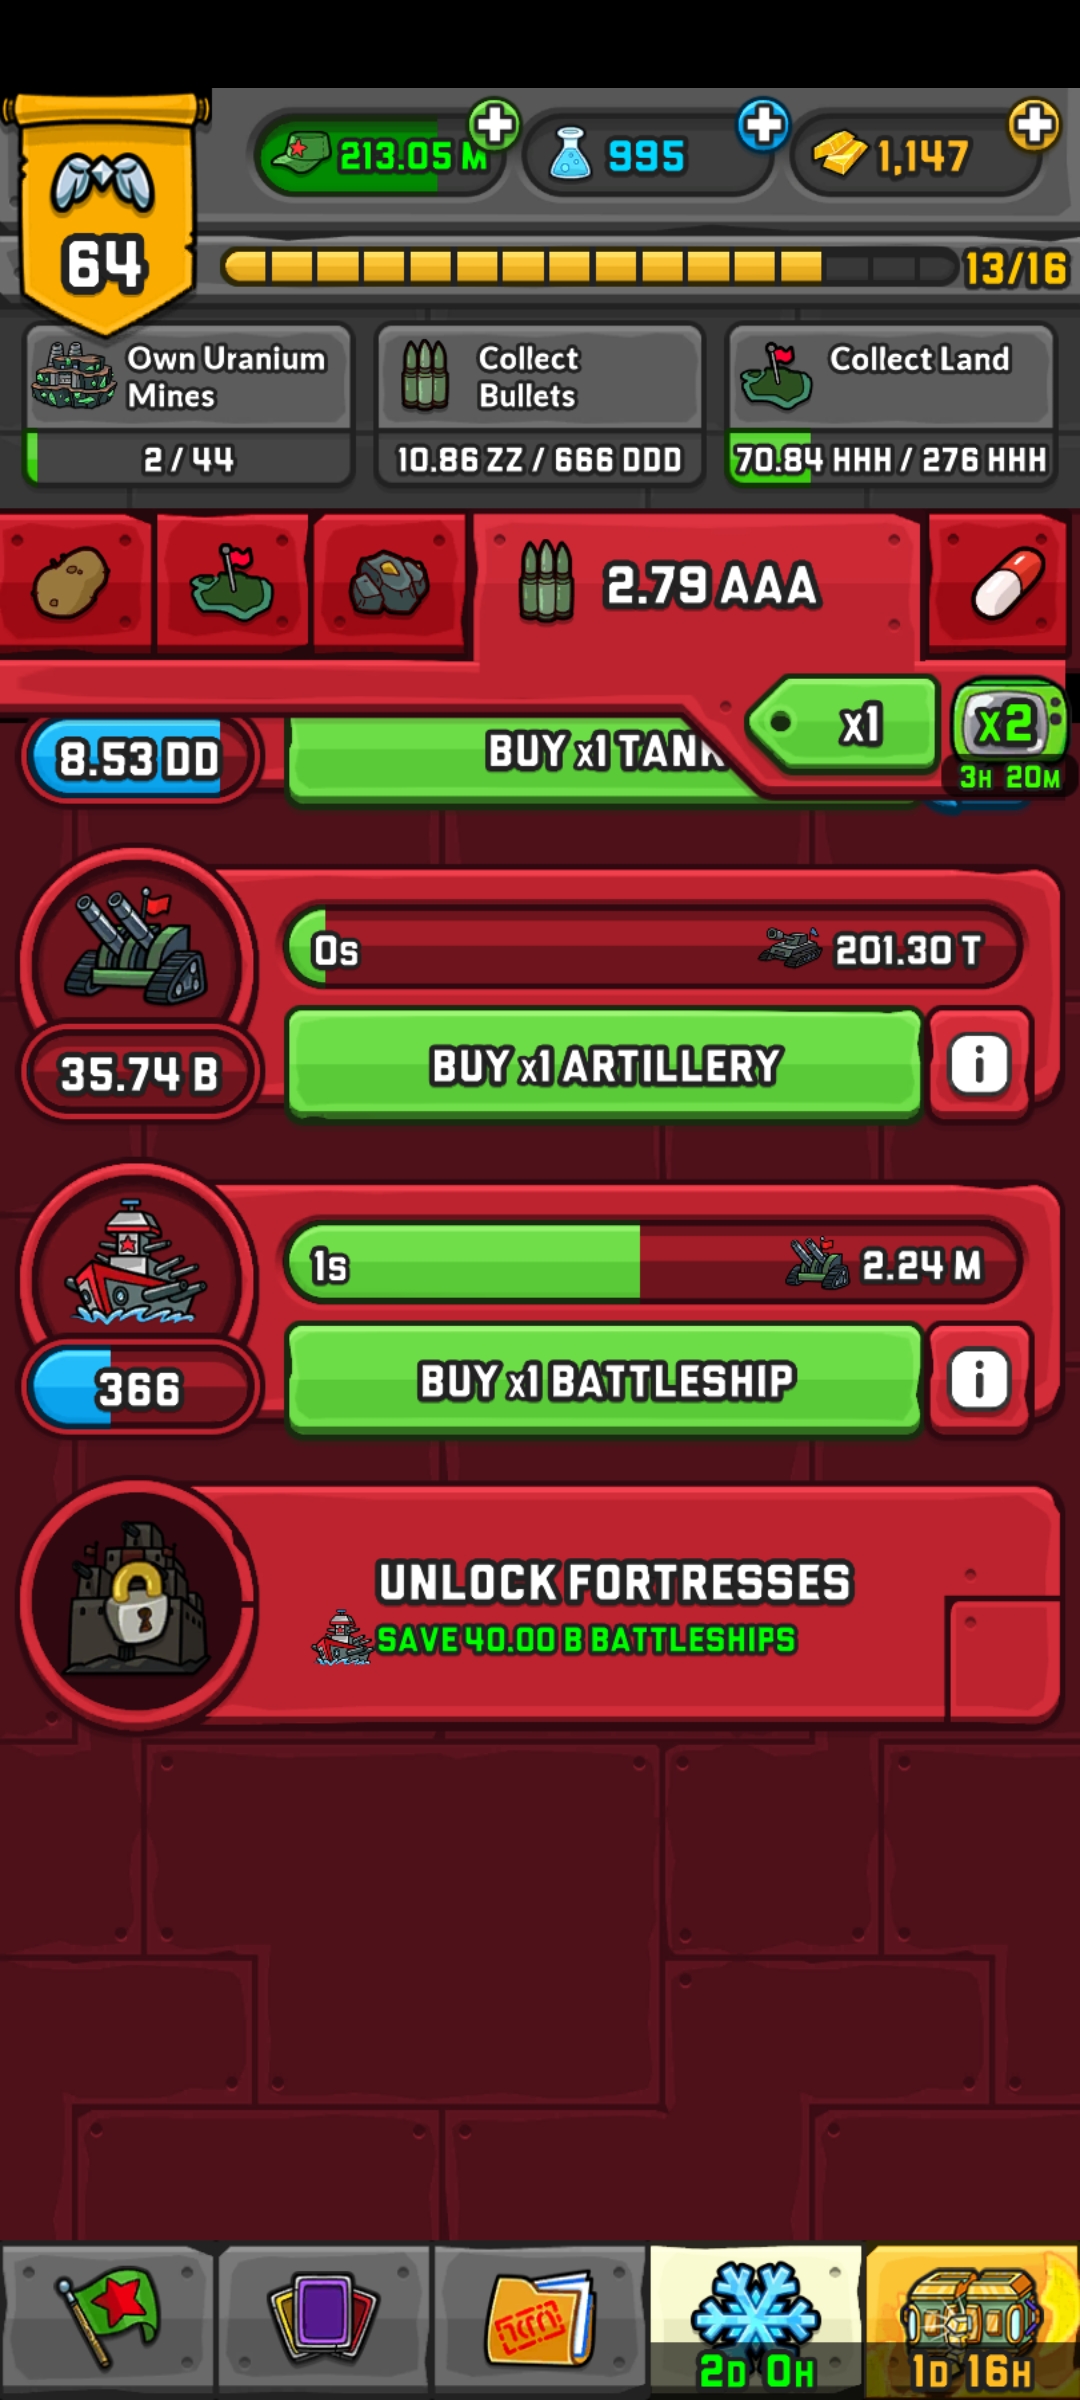 213.05 M
995
1,147
64
13/16
Own Uranium
Mines
2 / 44
Collect
Bullets
10.86 ZZ / 666 DDD
Collect Land
70.84 HHH / 276 HHH
2.79 AAA
x1
x2
3H 20M
8.53 DD
BUY x1 TANK
0s
201.30 T
35.74 B
BUY x1 ARTILLERY
i
1s
2.24 M
366
BUY x1 BATTLESHIP
i
UNLOCK FORTRESSES
SAVE 40.00 B BATTLESHIPS
2D 0H
1D 16H